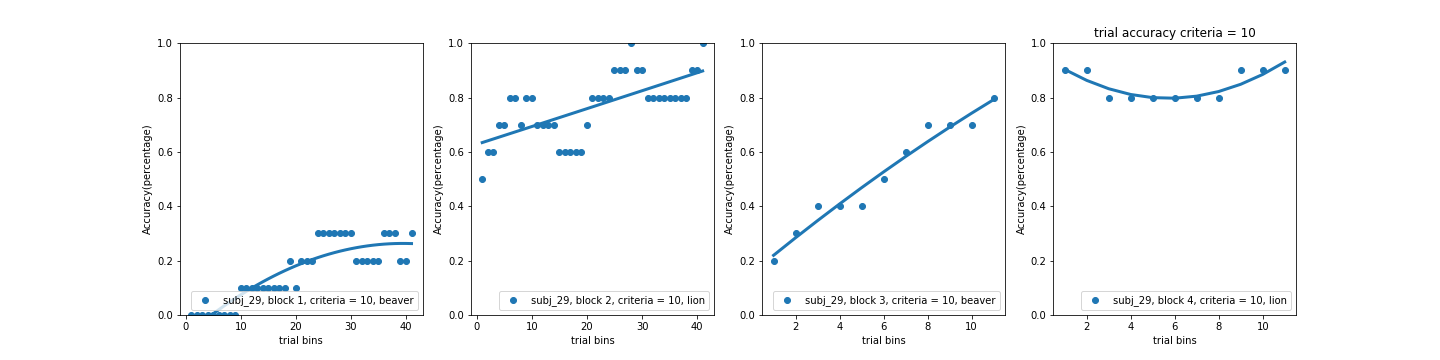 trial accuracy criteria = 10
1.0
0.8
0.6
0.4
0.2
0.0
Accuracy(percentage)
subj_29, block 1, criteria = 10, beaver
0 10 20 30 40
trial bins
1.0
0.8
0.6
0.4
0.2
0.0
Accuracy(percentage)
subj_29, block 2, criteria = 10, lion
0 10 20 30 40
trial bins
1.0
0.8
0.6
0.4
0.2
0.0
Accuracy(percentage)
subj_29, block 3, criteria = 10, beaver
2 4 6 8 10
trial bins
1.0
0.8
0.6
0.4
0.2
0.0
Accuracy(percentage)
subj_29, block 4, criteria = 10, lion
2 4 6 8 10
trial bins